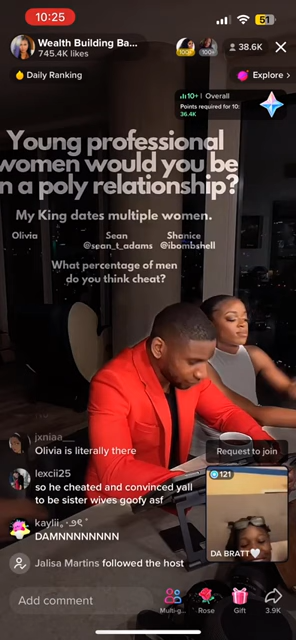 10:25
51
Wealth Building Ba...
745.4K likes
38.6K
Daily Ranking
Explore >
10+ | Overall
Points required for 10:
36.4K
Young professional
women would you be
n a poly relationship?
My King dates multiple women.
Olivia Sean Shanice
@sean_t_adams @ibombshell
What percentage of men
do you think cheat?
jxniaa__
Olivia is literally there
Request to join
lexcii25
so he cheated and convinced yall
to be sister wives goofy asf
121
kaylii
DAMNNNNNNNN
DA BRATT🤍
Jalisa Martins followed the host
Add comment
Multi-g...
Rose
Gift
3.9K